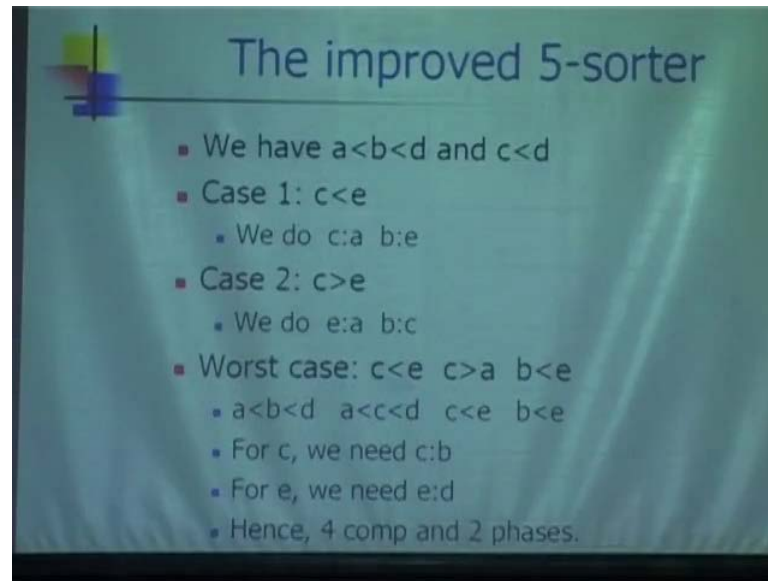 The improved 5-sorter
We have a<b<d and c<d
Case 1: c<e
We do c:a b:e
Case 2: c>e
We do e:a b:c
Worst case: c<e c>a b<e
a<b<d a<c<d c<e b<e
For c, we need c:b
For e, we need e:d
Hence, 4 comp and 2 phases.